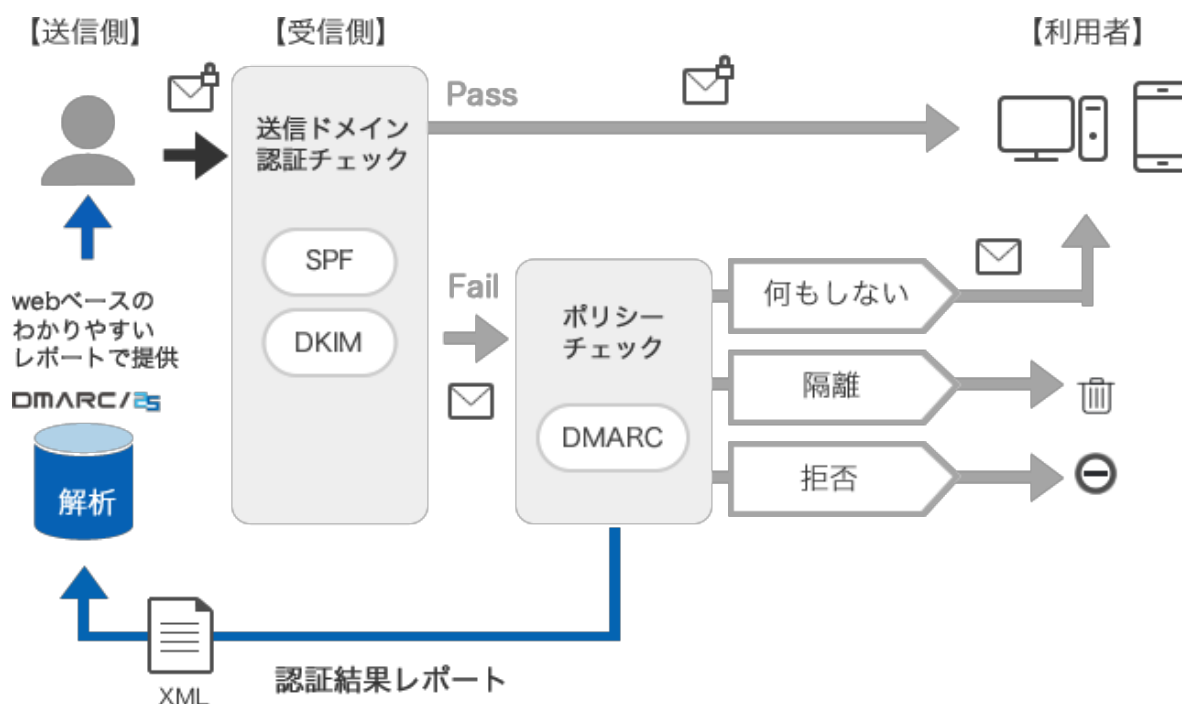 【送信側】
【受信側】
【利用者】
送信ドメイン
認証チェック
SPF
DKIM
Pass
Fail
ポリシー
チェック
DMARC
何もしない
隔離
拒否
webベースの
わかりやすい
レポートで提供
DMARC/25
解析
XML
認証結果レポート